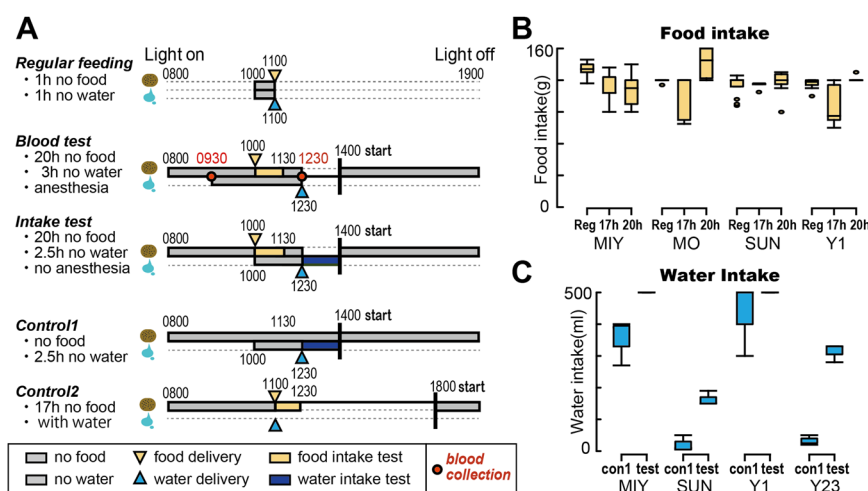 A
Light on
Light off
Regular feeding
• 1h no food
• 1h no water
0800
1000
1100
1900
1100
Blood test
• 20h no food
• 3h no water
• anesthesia
0800
0930
1000
1130
1230
1400 start
1230
Intake test
• 20h no food
• 2.5h no water
• no anesthesia
0800
1000
1130
1400 start
1000
1230
Control1
• no food
• 2.5h no water
0800
1130
1400 start
1000
1230
Control2
• 17h no food
• with water
0800
1100
1230
1800 start
no food
food delivery
food intake test
no water
water delivery
water intake test
blood
collection
B
Food intake
Food intake(g)
160
0
Reg 17h 20h Reg 17h 20h Reg 17h 20h Reg 17h 20h
MIY MO SUN Y1
C
Water Intake
Water intake(ml)
500
0
con1 test con1 test con1 test con1 test
MIY SUN Y1 Y23